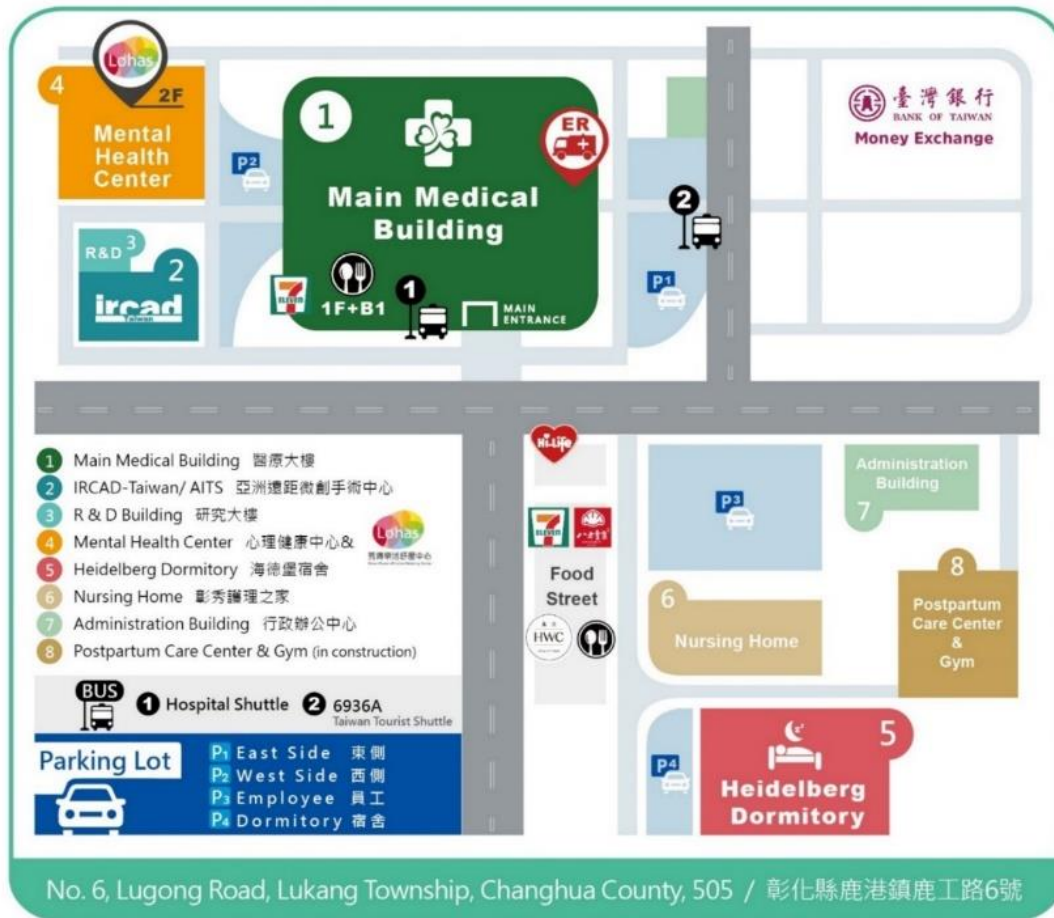 Lohas
4
2F
Mental
Health
Center
P2
1
ER
Main Medical
Building
臺灣銀行
BANK OF TAIWAN
Money Exchange
2
R&D 3
2
ircad
Taiwan
7
ELEVEN
1F+B1
1
MAIN
ENTRANCE
P1
Hi-Life
1 Main Medical Building 醫療大樓
2 IRCAD-Taiwan/ AITS 亞洲遠距微創手術中心
3 R & D Building 研究大樓
4 Mental Health Center 心理健康中心&
Lohas
5 Heidelberg Dormitory 海德堡宿舍
6 Nursing Home 彰秀護理之家
7 Administration Building 行政辦公中心
8 Postpartum Care Center & Gym (in construction)
BUS
1 Hospital Shuttle 2 6936A
Taiwan Tourist Shuttle
Parking Lot
P1 East Side 東側
P2 West Side 西側
P3 Employee 員工
P4 Dormitory 宿舍
7
ELEVEN
Food
Street
HWC
P3
Administration
Building
7
6
Nursing Home
8
Postpartum
Care Center
&
Gym
P4
5
Heidelberg
Dormitory
No. 6, Lugong Road, Lukang Township, Changhua County, 505 / 彰化縣鹿港鎮鹿工路6號